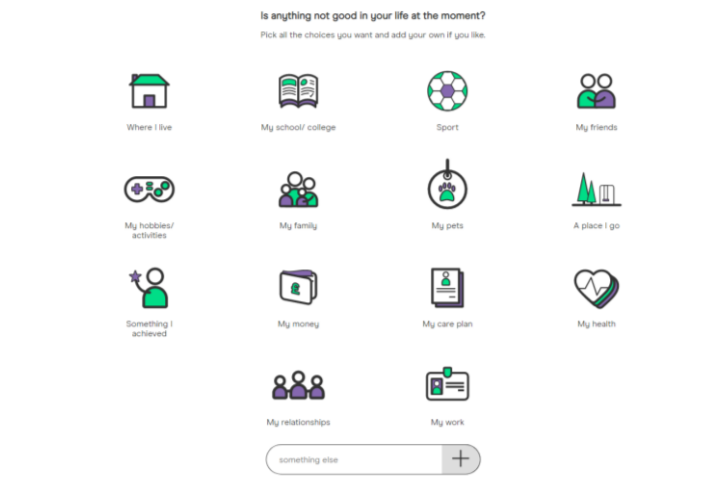 Is anything not good in your life at the moment?
Pick all the choices you want and add your own if you like.
Where I live
My school/ college
Sport
My friends
My hobbies/
activities
My family
My pets
A place I go
Something I
achieved
£
My money
My care plan
My health
My relationships
My work
something else